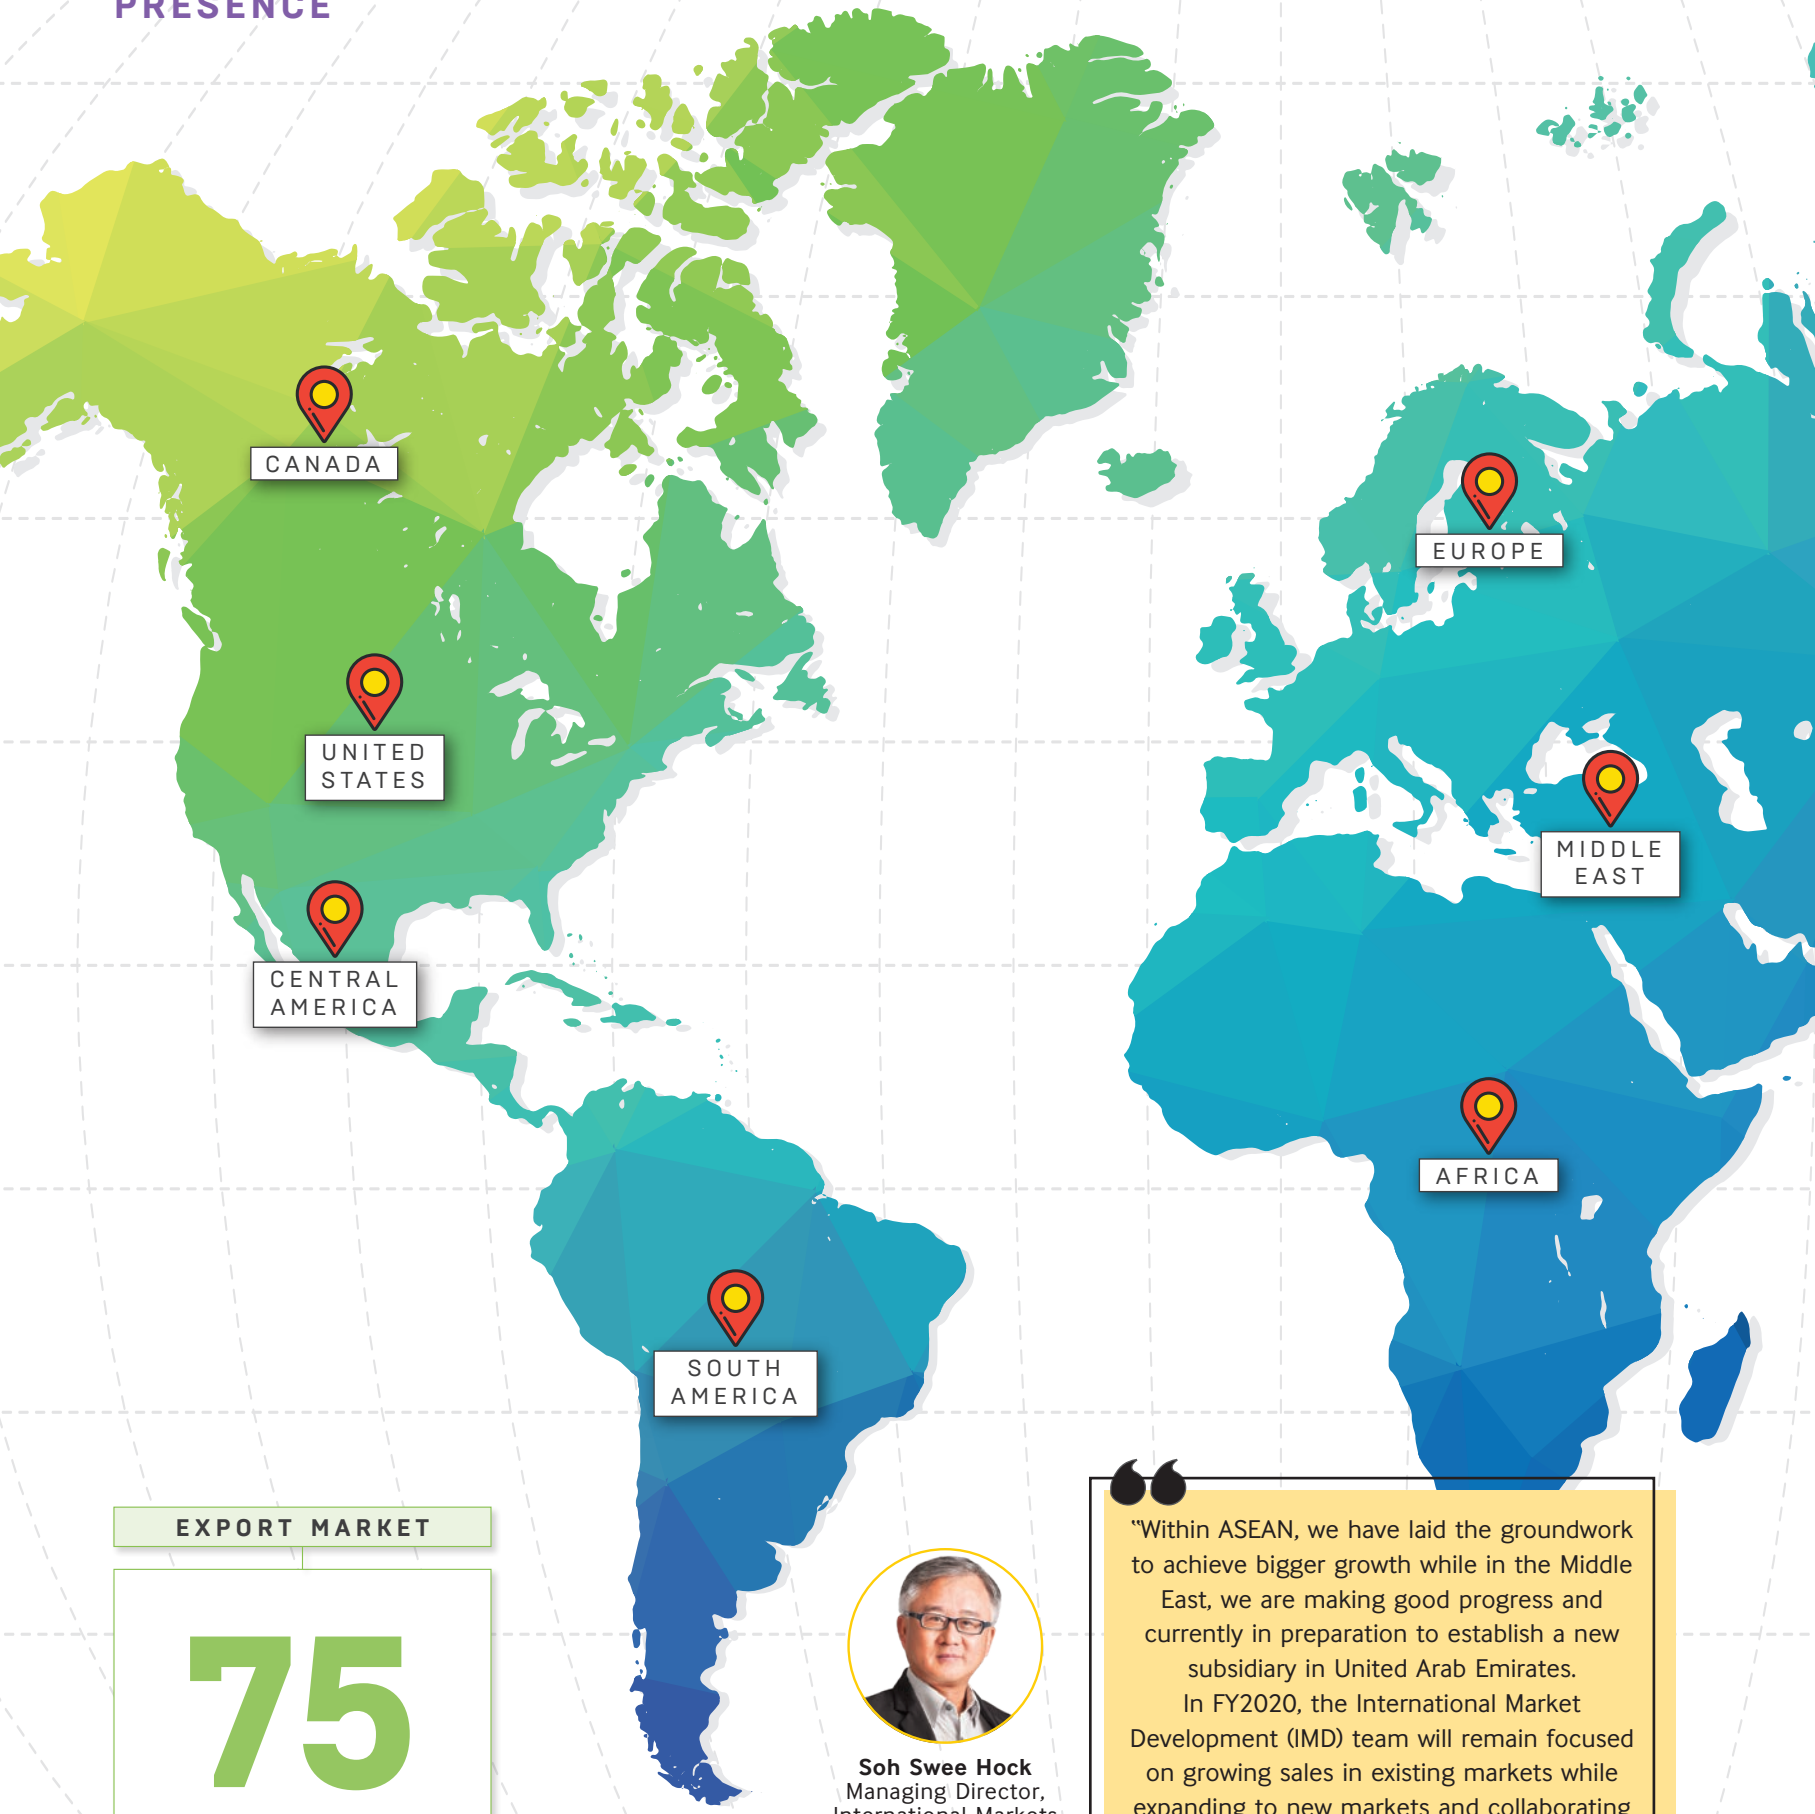 PRESENCE
CANADA
EUROPE
UNITED
STATES
MIDDLE
EAST
CENTRAL
AMERICA
AFRICA
SOUTH
AMERICA
EXPORT MARKET
75
Soh Swee Hock
Managing Director,
International Markets
“Within ASEAN, we have laid the groundwork
to achieve bigger growth while in the Middle
East, we are making good progress and
currently in preparation to establish a new
subsidiary in United Arab Emirates.
In FY2020, the International Market
Development (IMD) team will remain focused
on growing sales in existing markets while
expanding to new markets and collaborating